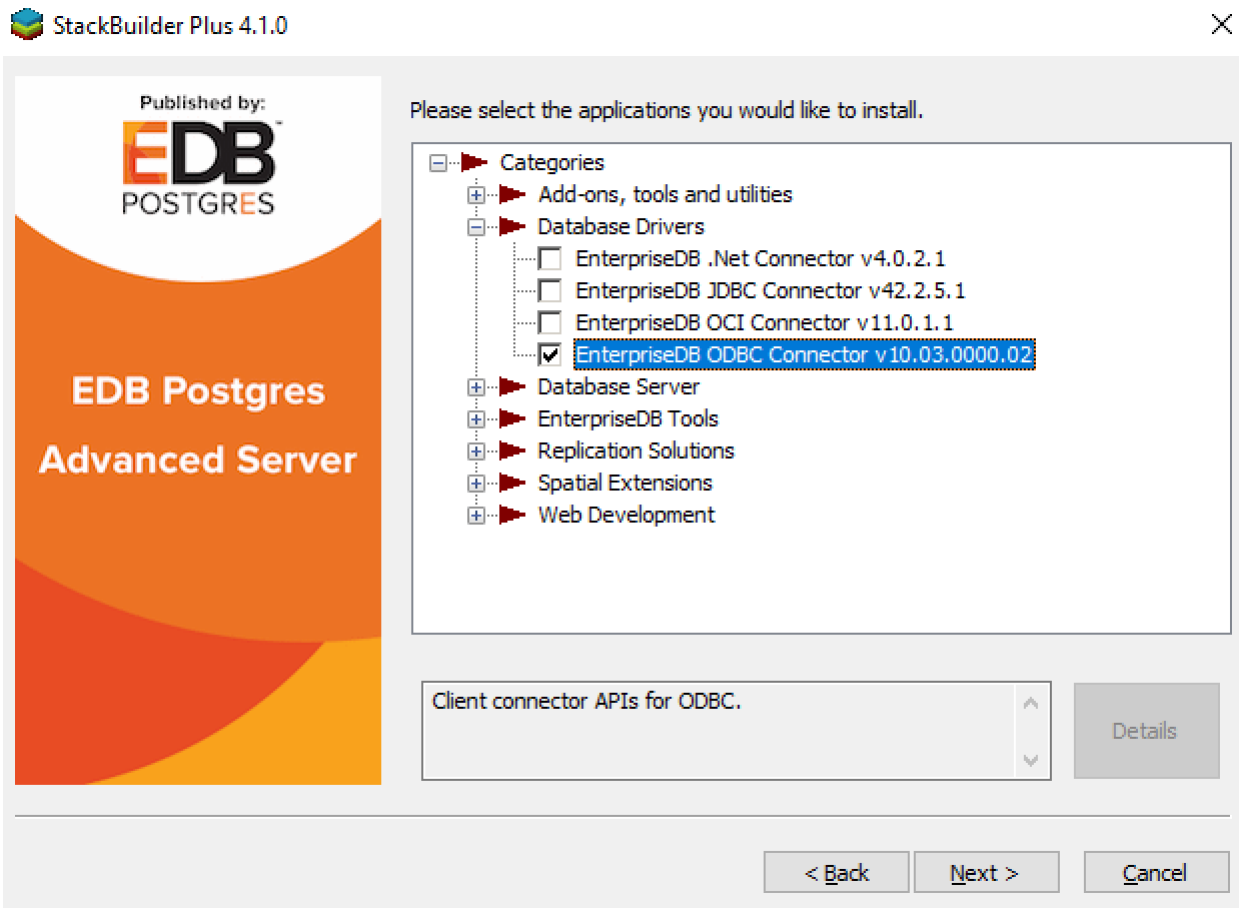 StackBuilder Plus 4.1.0
Published by:
EDB™
POSTGRES
EDB Postgres
Advanced Server
Please select the applications you would like to install.
Categories
Add-ons, tools and utilities
Database Drivers
EnterpriseDB .Net Connector v4.0.2.1
EnterpriseDB JDBC Connector v42.2.5.1
EnterpriseDB OCI Connector v11.0.1.1
EnterpriseDB ODBC Connector v10.03.0000.02
Database Server
EnterpriseDB Tools
Replication Solutions
Spatial Extensions
Web Development
Client connector APIs for ODBC.
Details
< Back
Next >
Cancel